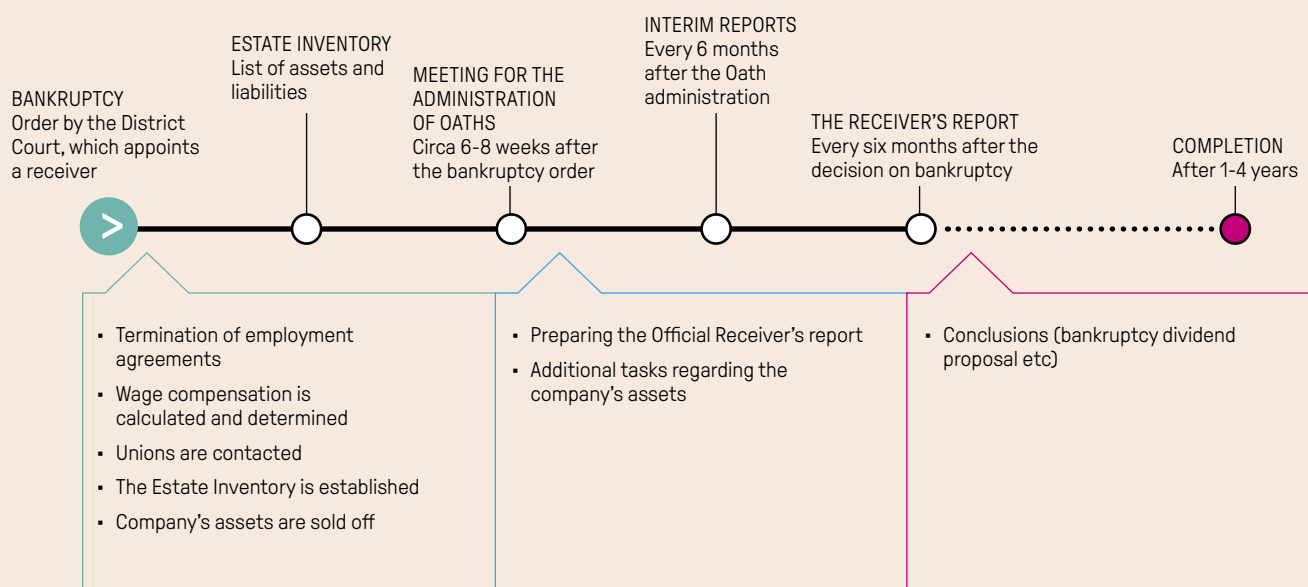 BANKRUPTCY
Order by the District
Court, which appoints
a receiver
ESTATE INVENTORY
List of assets and
liabilities
MEETING FOR THE
ADMINISTRATION
OF OATHS
Circa 6-8 weeks after
the bankruptcy order
INTERIM REPORTS
Every 6 months
after the Oath
administration
THE RECEIVER’S REPORT
Every six months after the
decision on bankruptcy
COMPLETION
After 1-4 years
▪ Termination of employment
agreements
▪ Wage compensation is
calculated and determined
▪ Unions are contacted
▪ The Estate Inventory is established
▪ Company’s assets are sold off
▪ Preparing the Official Receiver’s report
▪ Additional tasks regarding the
company’s assets
▪ Conclusions (bankruptcy dividend
proposal etc)